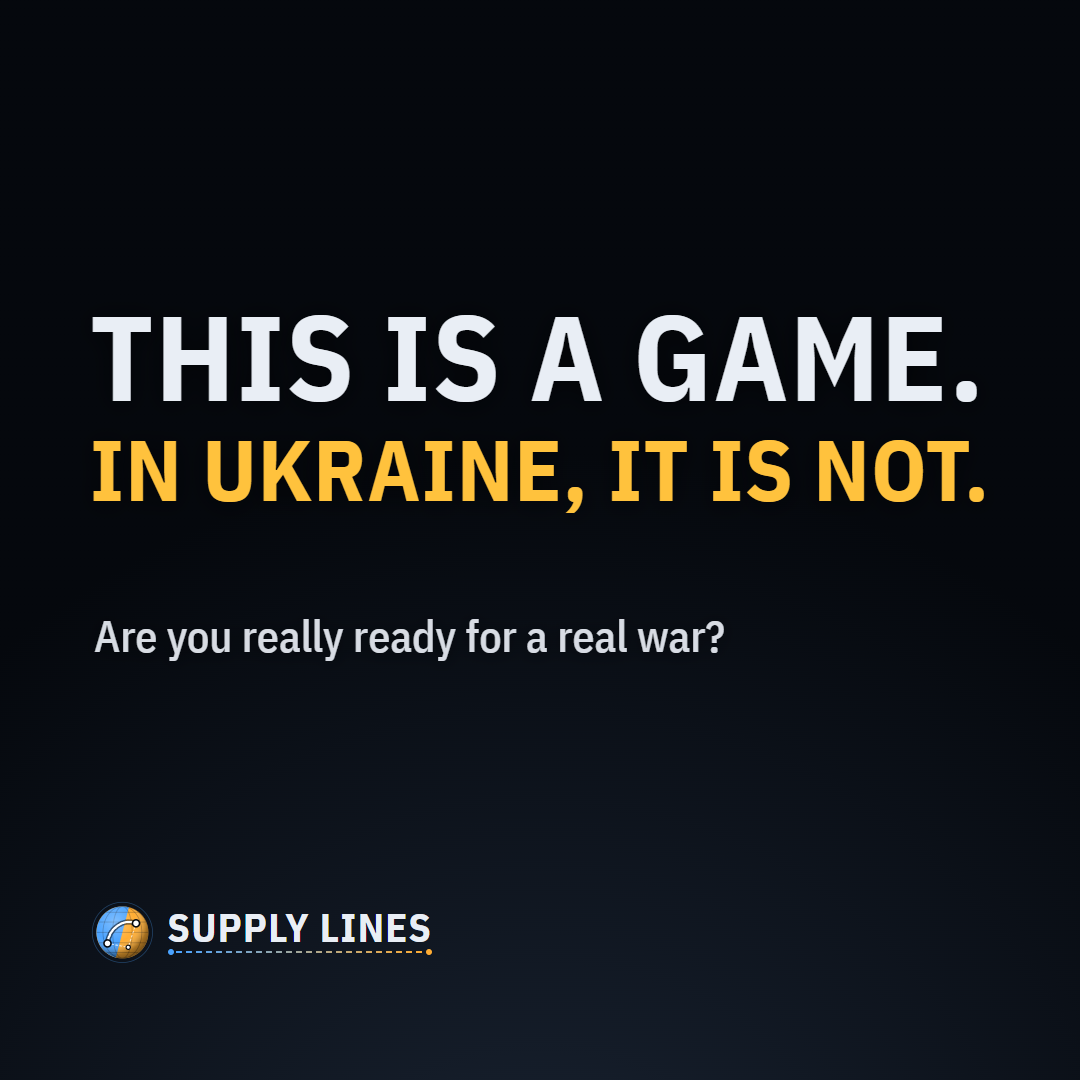 THIS IS A GAME.
IN UKRAINE, IT IS NOT.
Are you really ready for a real war?
SUPPLY LINES